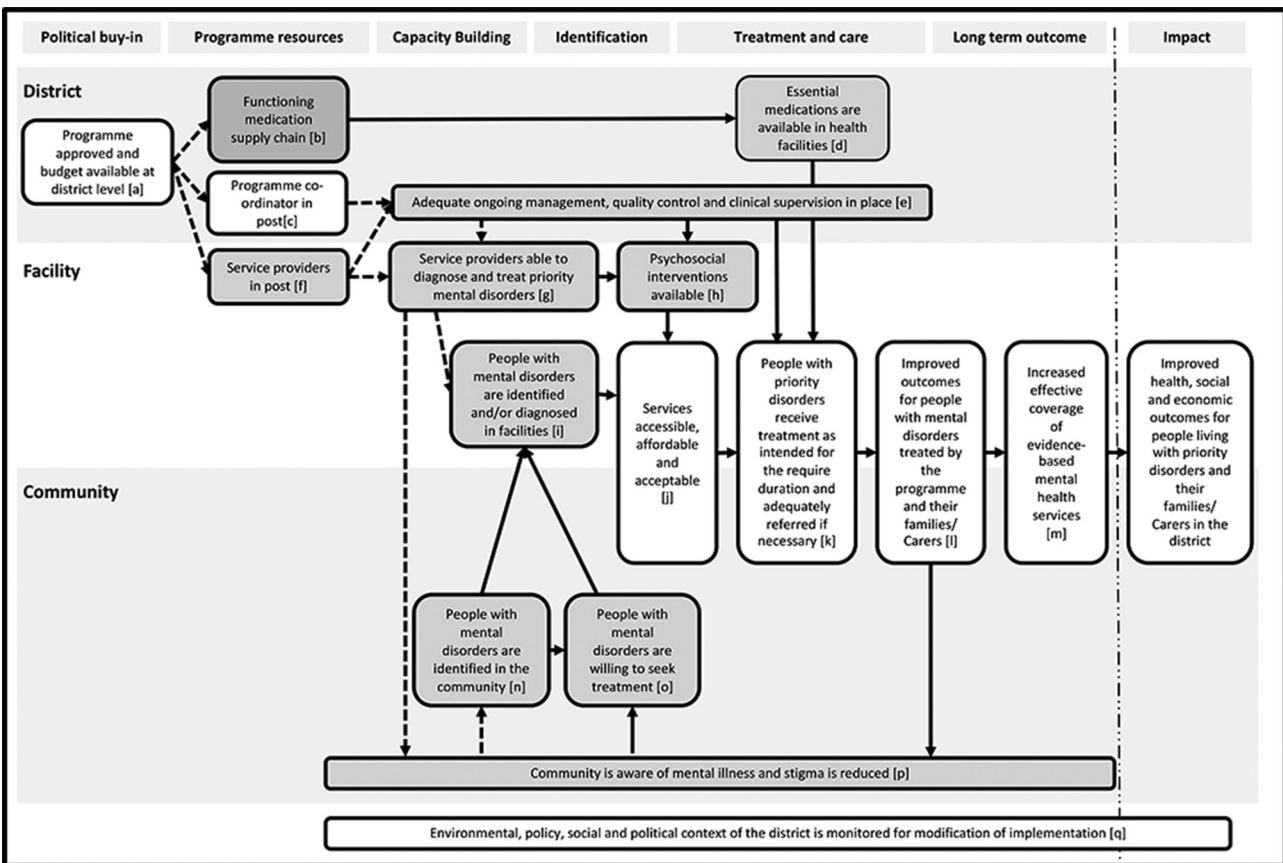 Political buy-in
Programme resources
Capacity Building
Identification
Treatment and care
Long term outcome
Impact
District
Programme
approved and
budget available at
district level [a]
Functioning
medication
supply chain [b]
Essential
medications are
available in health
facilities [d]
Programme co-
ordinator in
post[c]
Adequate ongoing management, quality control and clinical supervision in place [e]
Facility
Service providers
in post [f]
Service providers able to
diagnose and treat priority
mental disorders [g]
Psychosocial
interventions
available [h]
People with
mental disorders
are identified
and/or diagnosed
in facilities [i]
Services
accessible,
affordable
and
acceptable
[j]
People with
priority
disorders
receive
treatment as
intended for
the require
duration and
adequately
referred if
necessary [k]
Improved
outcomes
for people
with mental
disorders
treated by
the
programme
and their
families/
Carers [l]
Increased
effective
coverage
of
evidence-
based
mental
health
services
[m]
Improved
health, social
and economic
outcomes for
people living
with priority
disorders and
their
families/
Carers in the
district
Community
People with
mental
disorders are
identified in the
community [n]
People with
mental
disorders are
willing to seek
treatment [o]
Community is aware of mental illness and stigma is reduced [p]
Environmental, policy, social and political context of the district is monitored for modification of implementation [q]